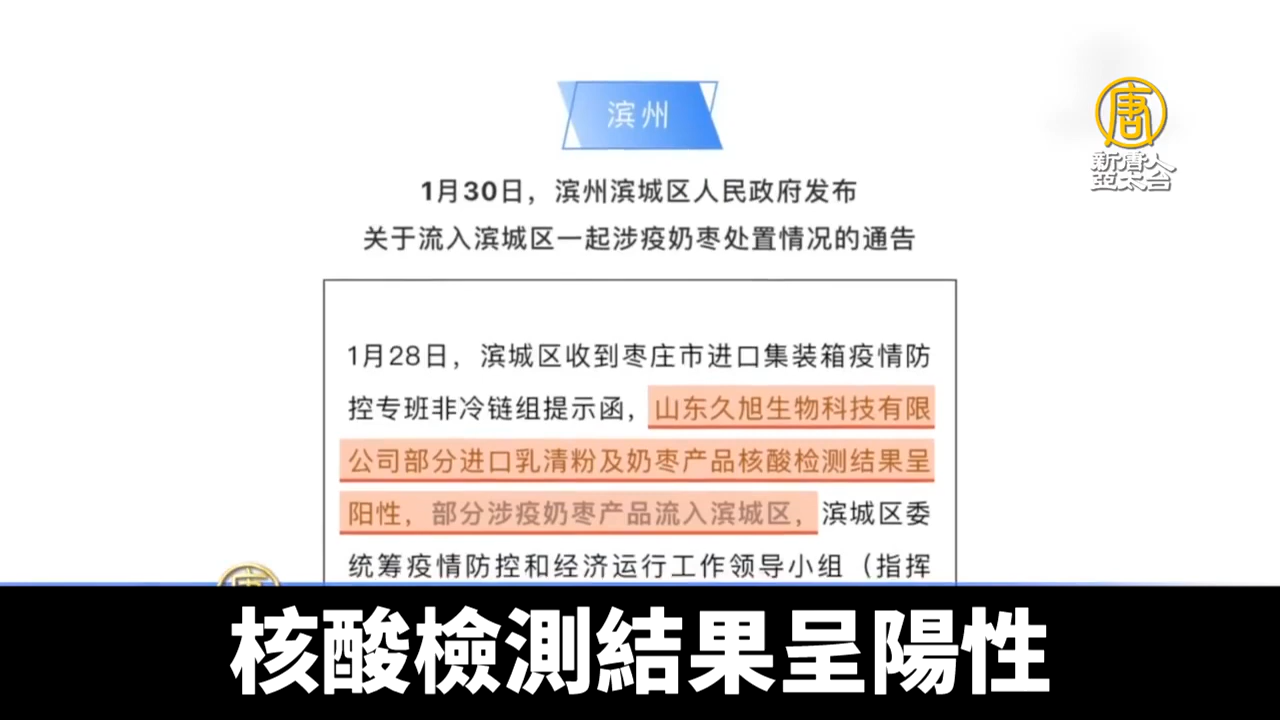 滨州
唐
新唐人
亞太台
1月30日，滨州滨城区人民政府发布
关于流入滨城区一起涉疫奶枣处置情况的通告
1月28日，滨城区收到枣庄市进口集装箱疫情防
控专班非冷链组提示函，山东久旭生物科技有限
公司部分进口乳清粉及奶枣产品核酸检测结果呈
阳性，部分涉疫奶枣产品流入滨城区，滨城区委
统筹疫情防控和经济运行工作领导小组（指挥
核酸檢測結果呈陽性